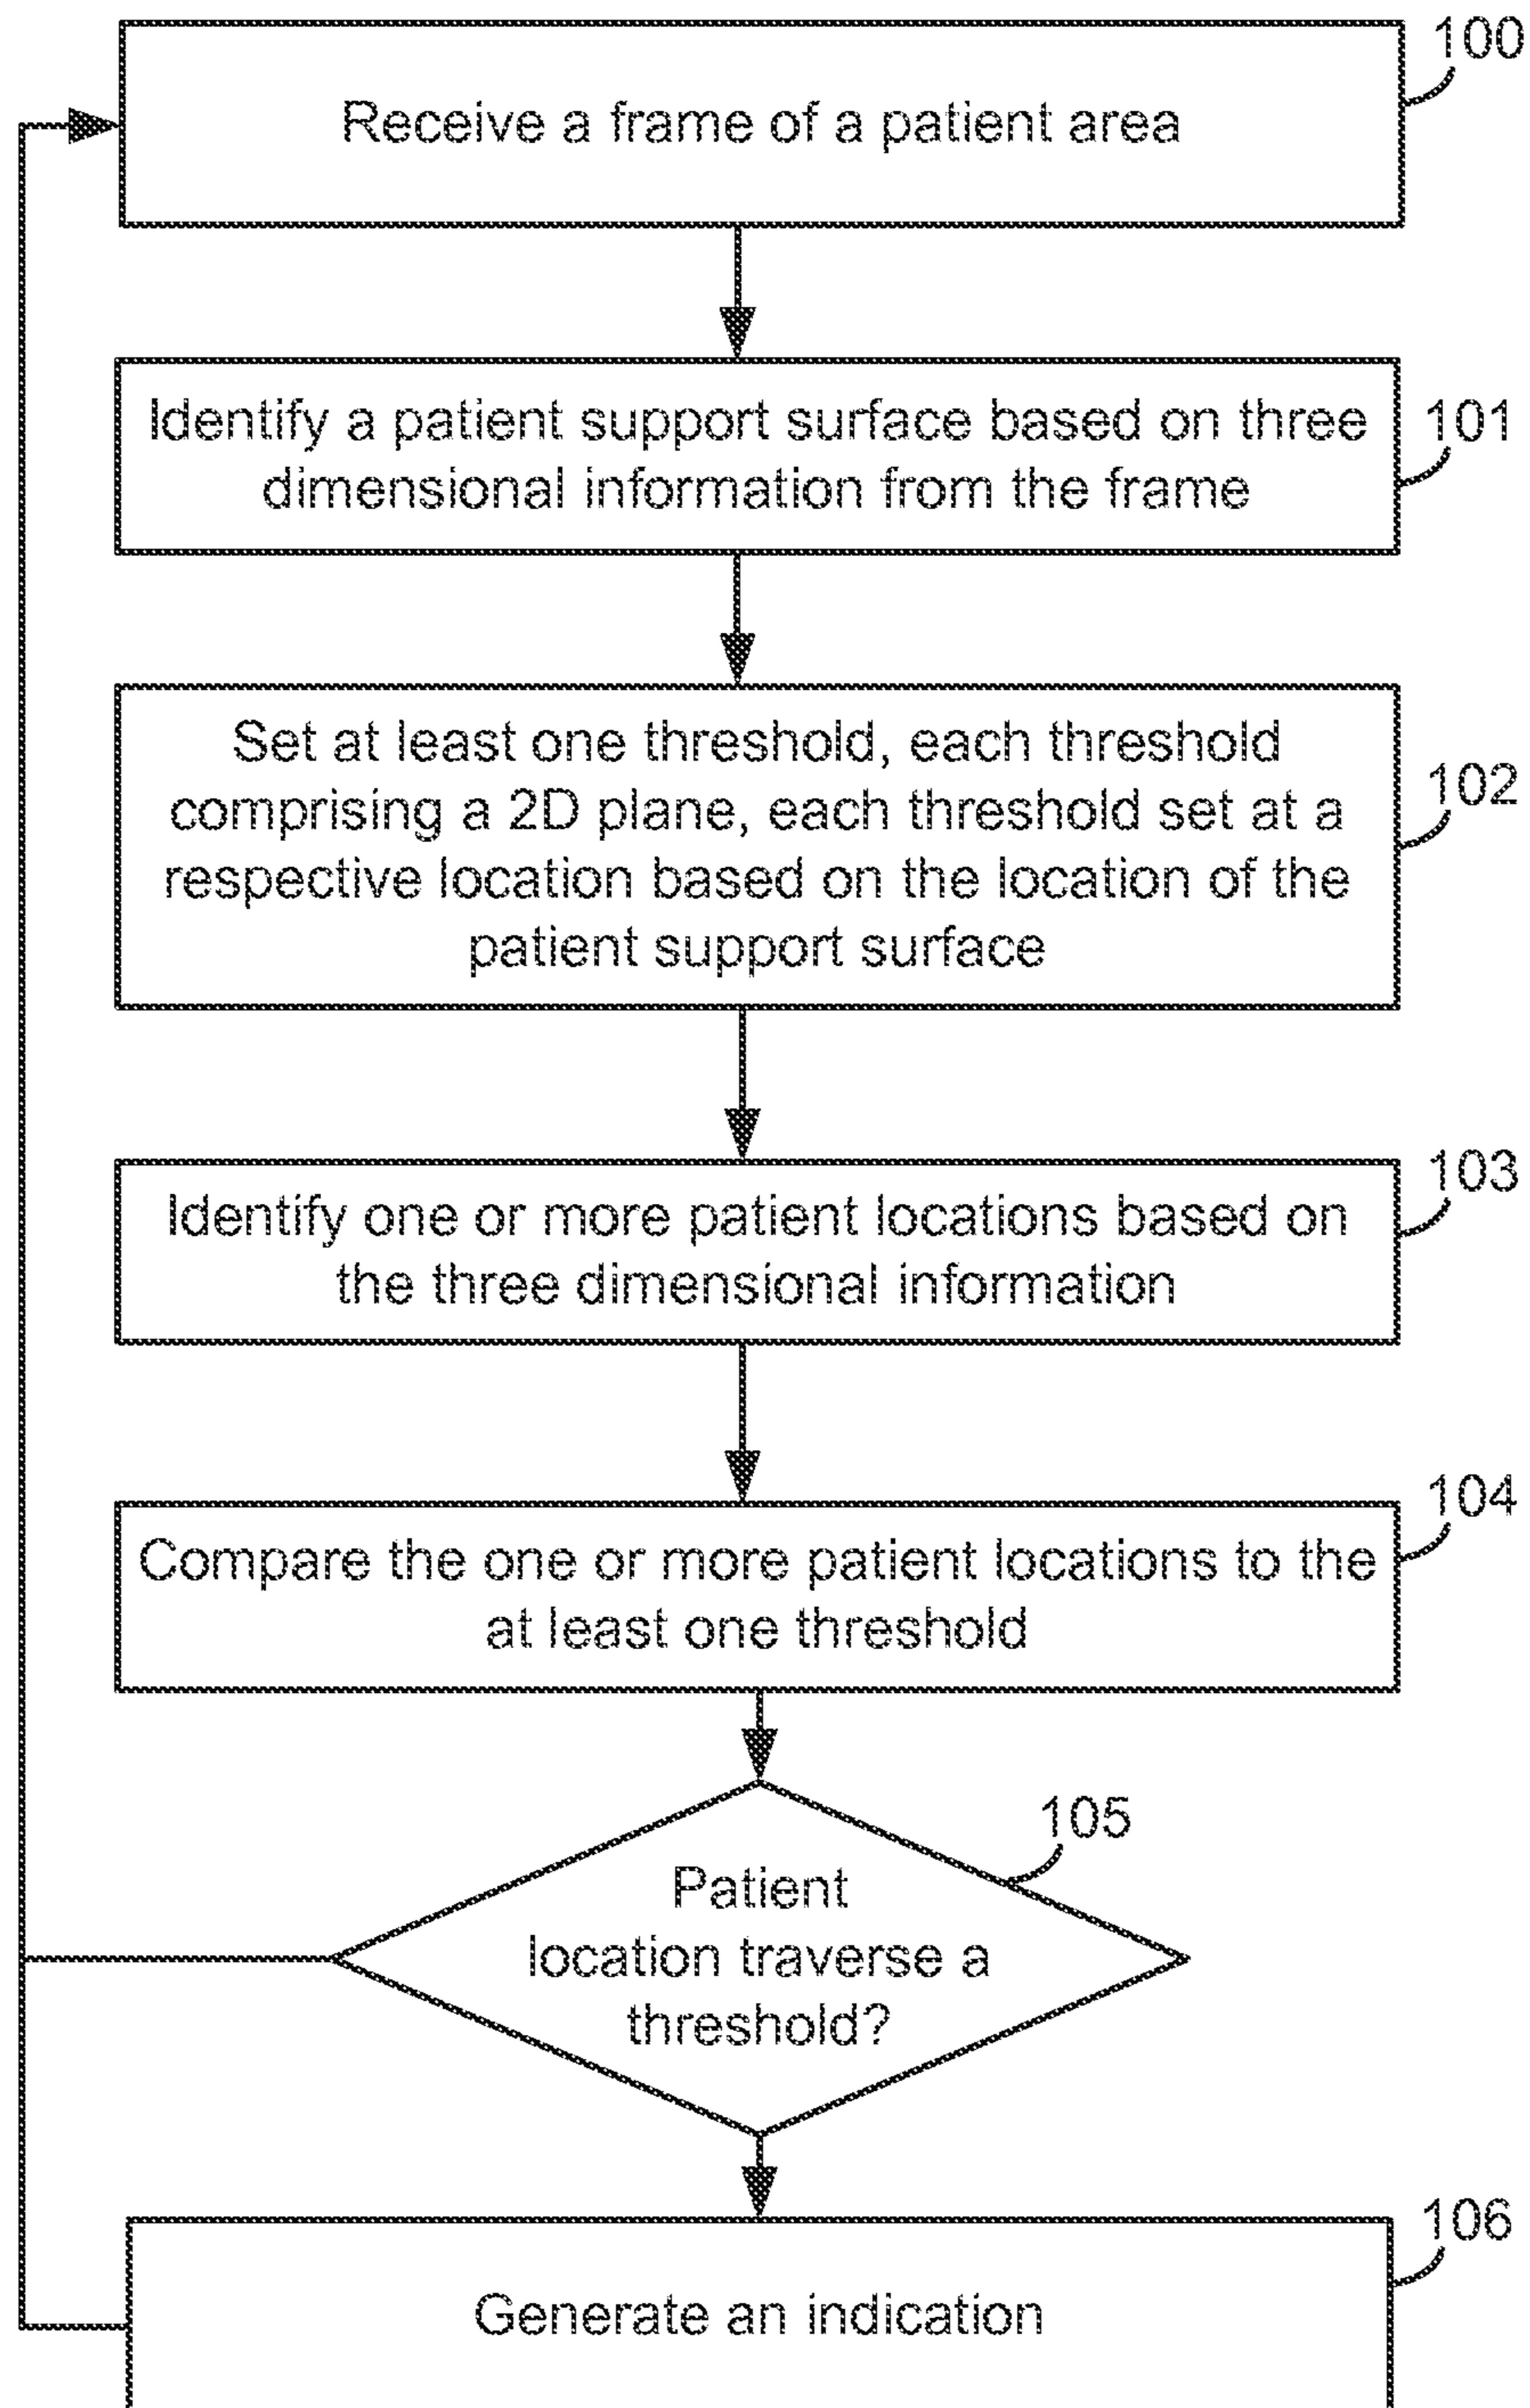 100
Receive a frame of a patient area
Identify a patient support surface based on three
dimensional information from the frame
101
Set at least one threshold, each threshold
comprising a 2D plane, each threshold set at a
respective location based on the location of the
patient support surface
102
Identify one or more patient locations based on
the three dimensional information
103
Compare the one or more patient locations to the
at least one threshold
104
Patient
location traverse a
threshold?
105
Generate an indication
106